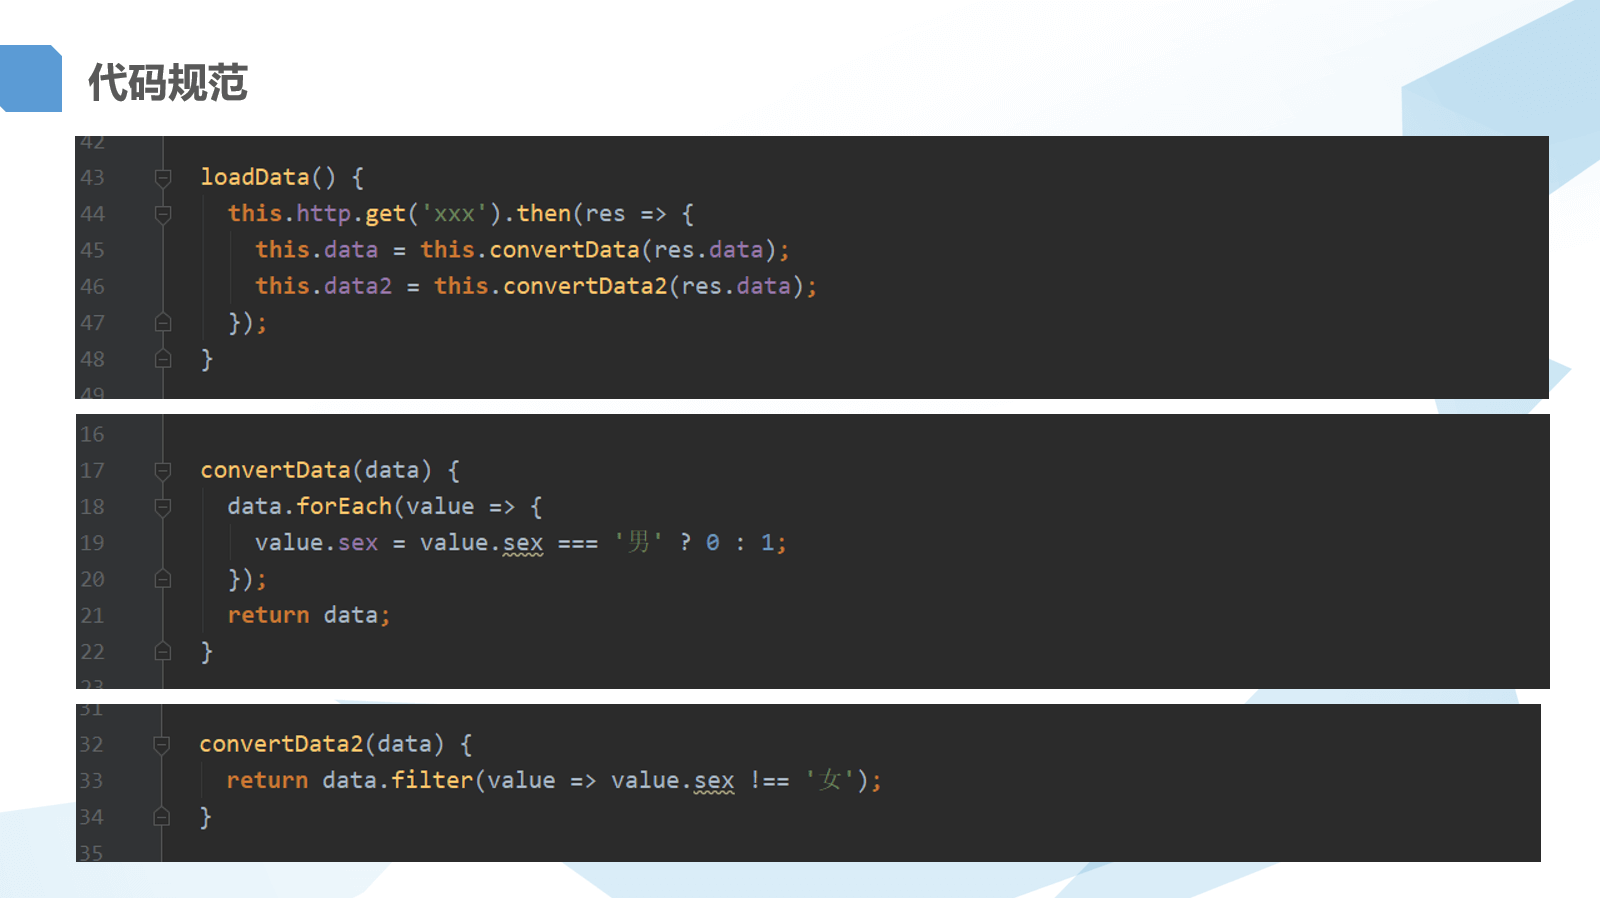 代码规范
42
43 loadData() {
44 this.http.get('xxx').then(res => {
45 this.data = this.convertData(res.data);
46 this.data2 = this.convertData2(res.data);
47 });
48 }
49
16
17 convertData(data) {
18 data.forEach(value => {
19 value.sex = value.sex === '男' ? 0 : 1;
20 });
21 return data;
22 }
23
31
32 convertData2(data) {
33 return data.filter(value => value.sex !== '女');
34 }
35